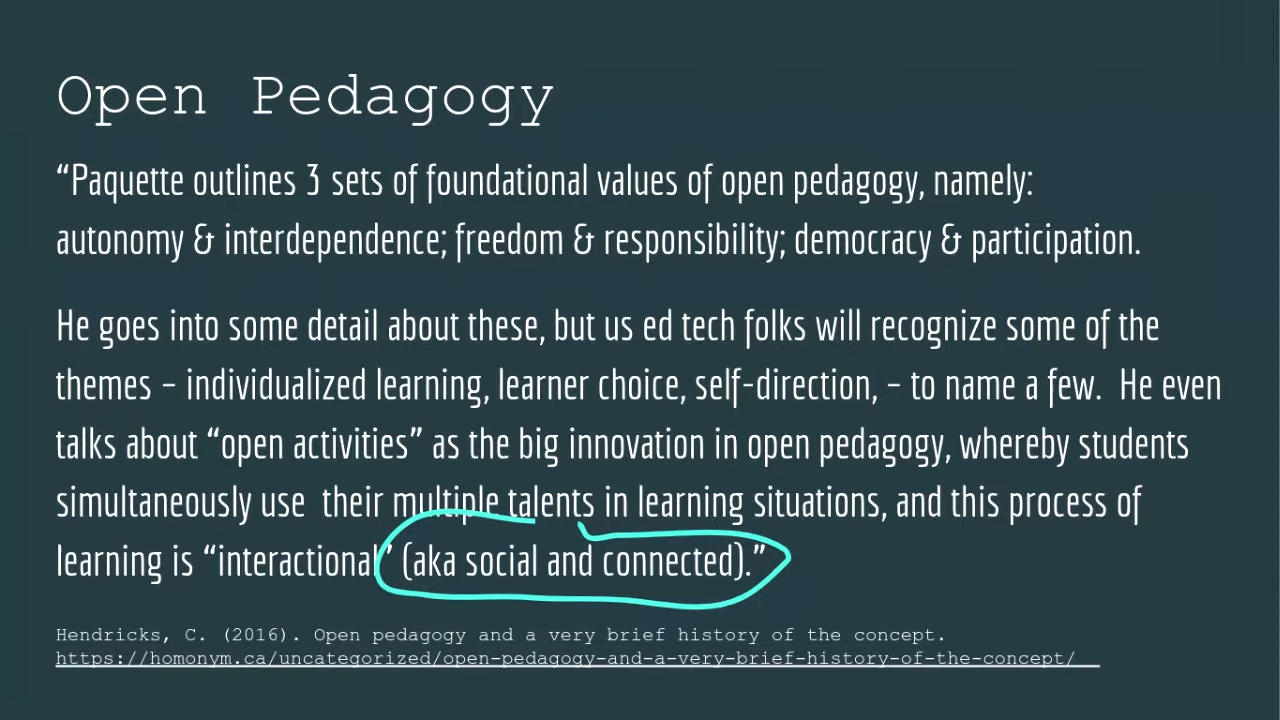 Open Pedagogy
“Paquette outlines 3 sets of foundational values of open pedagogy, namely:
autonomy & interdependence; freedom & responsibility; democracy & participation.
He goes into some detail about these, but us ed tech folks will recognize some of the
themes – individualized learning, learner choice, self-direction, – to name a few.  He even
talks about “open activities” as the big innovation in open pedagogy, whereby students
simultaneously use  their multiple talents in learning situations, and this process of
learning is “interactional” (aka social and connected).”
Hendricks, C. (2016). Open pedagogy and a very brief history of the concept.
https://homonym.ca/uncategorized/open-pedagogy-and-a-very-brief-history-of-the-concept/